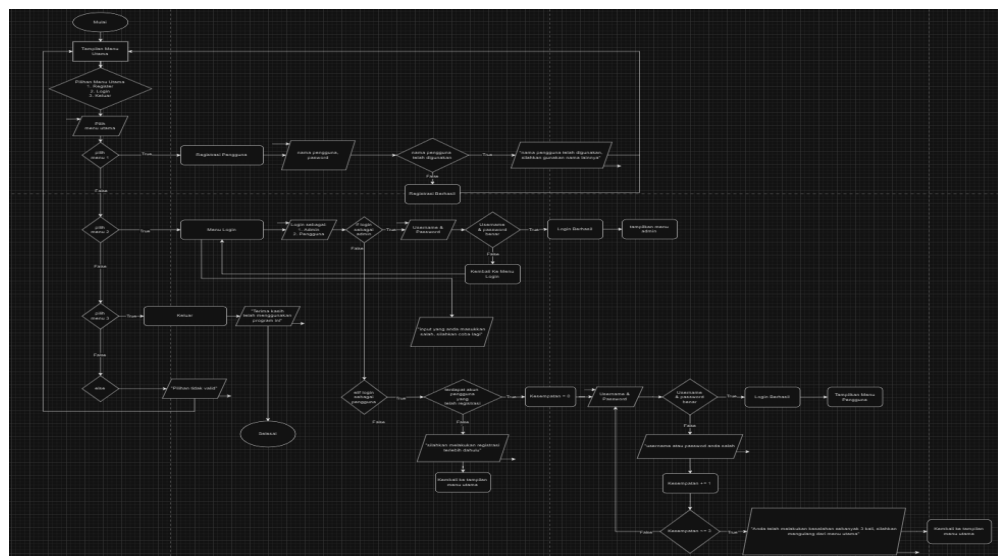 Mulai
Tampilan Menu
Utama
Pilihan Menu Utama
1. Register
2. Login
3. Keluar
Pilih
menu utama
pilih
menu 1
True
Registrasi Pengguna
nama pengguna,
pasword
nama pengguna
telah digunakan
True
"nama pengguna telah digunakan,
silahkan gunakan nama lainnya"
False
Registrasi Berhasil
False
pilih
menu 2
True
Menu Login
Login sebagai
1. Admin
2. Pengguna
if login
sebagai
admin
True
Username &
Password
Username
& password
benar
True
Login Berhasil
tampilkan menu
admin
False
False
Kembali Ke Menu
Login
False
pilih
menu 3
True
Keluar
"Terima kasih
telah menggunakan
program ini"
"Input yang anda masukkan
salah, silahkan coba lagi"
False
else
"Pilihan tidak valid"
Selesai
elif login
sebagai
pengguna
True
terdapat akun
pengguna
yang
telah registrasi
True
Kesempatan = 0
Username &
Password
Username
& password
benar
True
Login Berhasil
Tampilkan Menu
Pengguna
False
False
False
"silahkan melakukan registrasi
terlebih dahulu"
"username atau password anda salah
Kembali ke tampilan
menu utama
Kesempatan += 1
Kesempatan == 3
False
True
"Anda telah melakukan kesalahan sebanyak 3 kali, silahkan
mengulang dari menu utama"
Kembali ke tampilan
menu utama